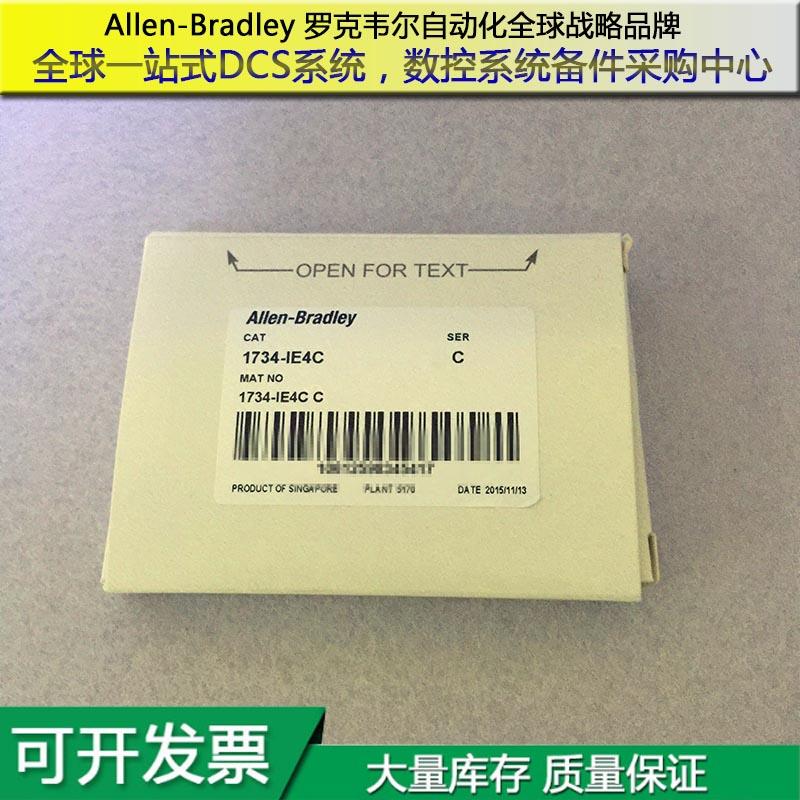 Allen-Bradley 罗克韦尔自动化全球战略品牌
全球一站式DCS系统，数控系统备件采购中心
OPEN FOR TEXT
Allen-Bradley
CAT SER
1734-IE4C C
MAT NO
1734-IE4C C
PRODUCT OF SINGAPURE PLANT 5170 DATE 2015/11/13
可开发票
大量库存 质量保证